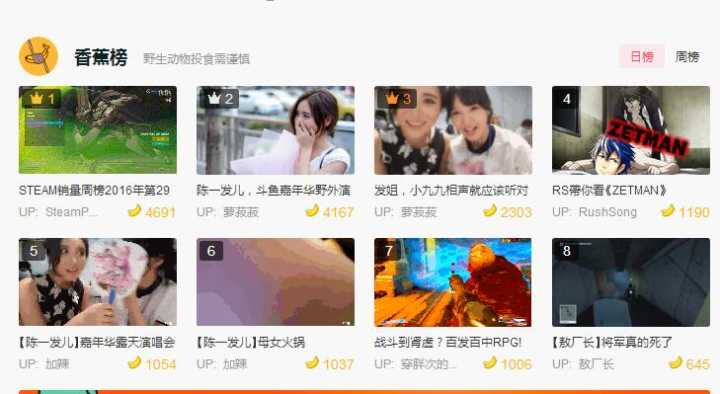 香蕉榜
野生动物投食需谨慎
日榜
周榜
1
2
3
4
ZETMAN
STEAM销量周榜2016年第29
陈一发儿，斗鱼嘉年华野外演
发姐，小九九相声就应该听对
RS帶你看《ZETMAN》
UP: SteamP...
4691
UP: 萝菽菽
4167
UP: 萝菽菽
2303
UP: RushSong
1190
5
6
7
8
【陈一发儿】嘉年华露天演唱会
【陈一发儿】母女火锅
战斗到肾虚？百发百中RPG!
【敖厂长】将军真的死了
UP: 加辣
1054
UP: 加辣
1037
UP: 穿胖次的...
1006
UP: 敖厂长
645